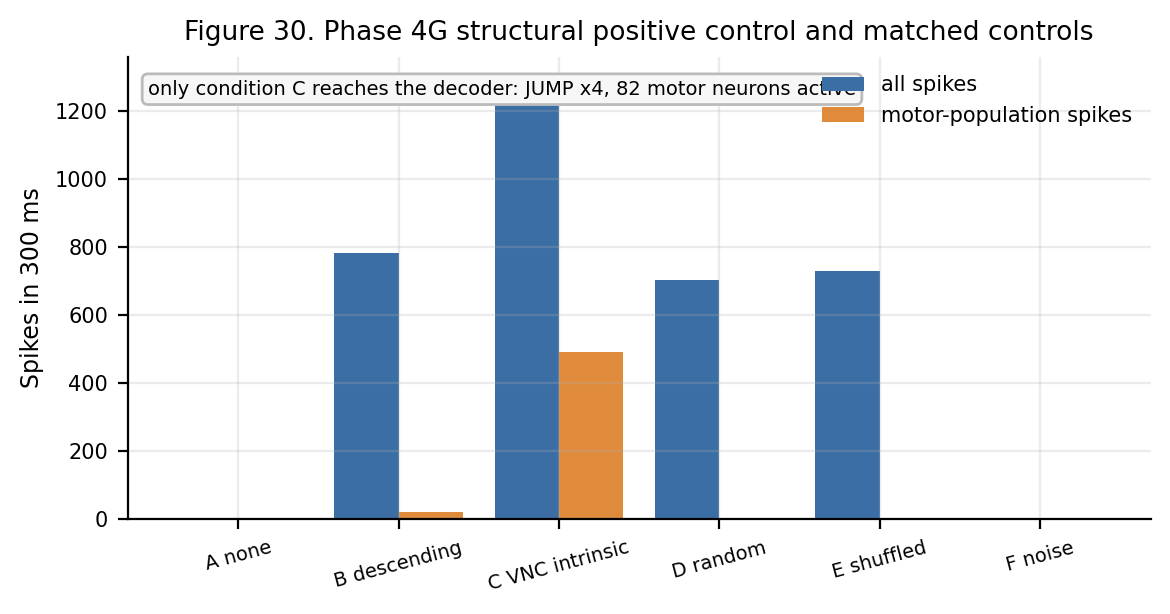 Figure 30. Phase 4G structural positive control and matched controls
only condition C reaches the decoder: JUMP x4, 82 motor neurons active
all spikes
motor-population spikes
Spikes in 300 ms
1200
1000
800
600
400
200
0
A none
B descending
C VNC intrinsic
D random
E shuffled
F noise